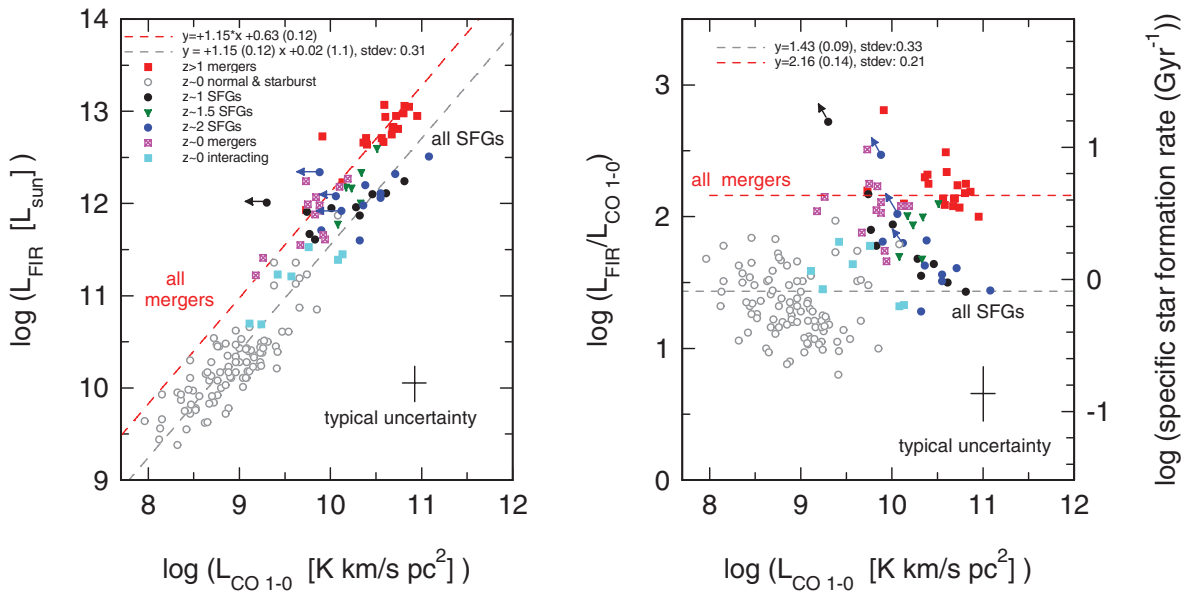 14
13
12
11
10
9
log (L_FIR [L_sun])
y=+1.15*x +0.63 (0.12)
y = +1.15 (0.12) x +0.02 (1.1), stdev: 0.31
z>1 mergers
z~0 normal & starburst
z~1 SFGs
z~1.5 SFGs
z~2 SFGs
z~0 mergers
z~0 interacting
all SFGs
all
mergers
typical uncertainty
8 9 10 11 12
log (L_CO 1-0 [K km/s pc^2] )
3
2
1
0
log (L_FIR/L_CO 1-0)
y=1.43 (0.09), stdev:0.33
y=2.16 (0.14), stdev: 0.21
all mergers
all SFGs
typical uncertainty
8 9 10 11 12
log (L_CO 1-0 [K km/s pc^2] )
1
0
-1
log (specific star formation rate (Gyr^-1)